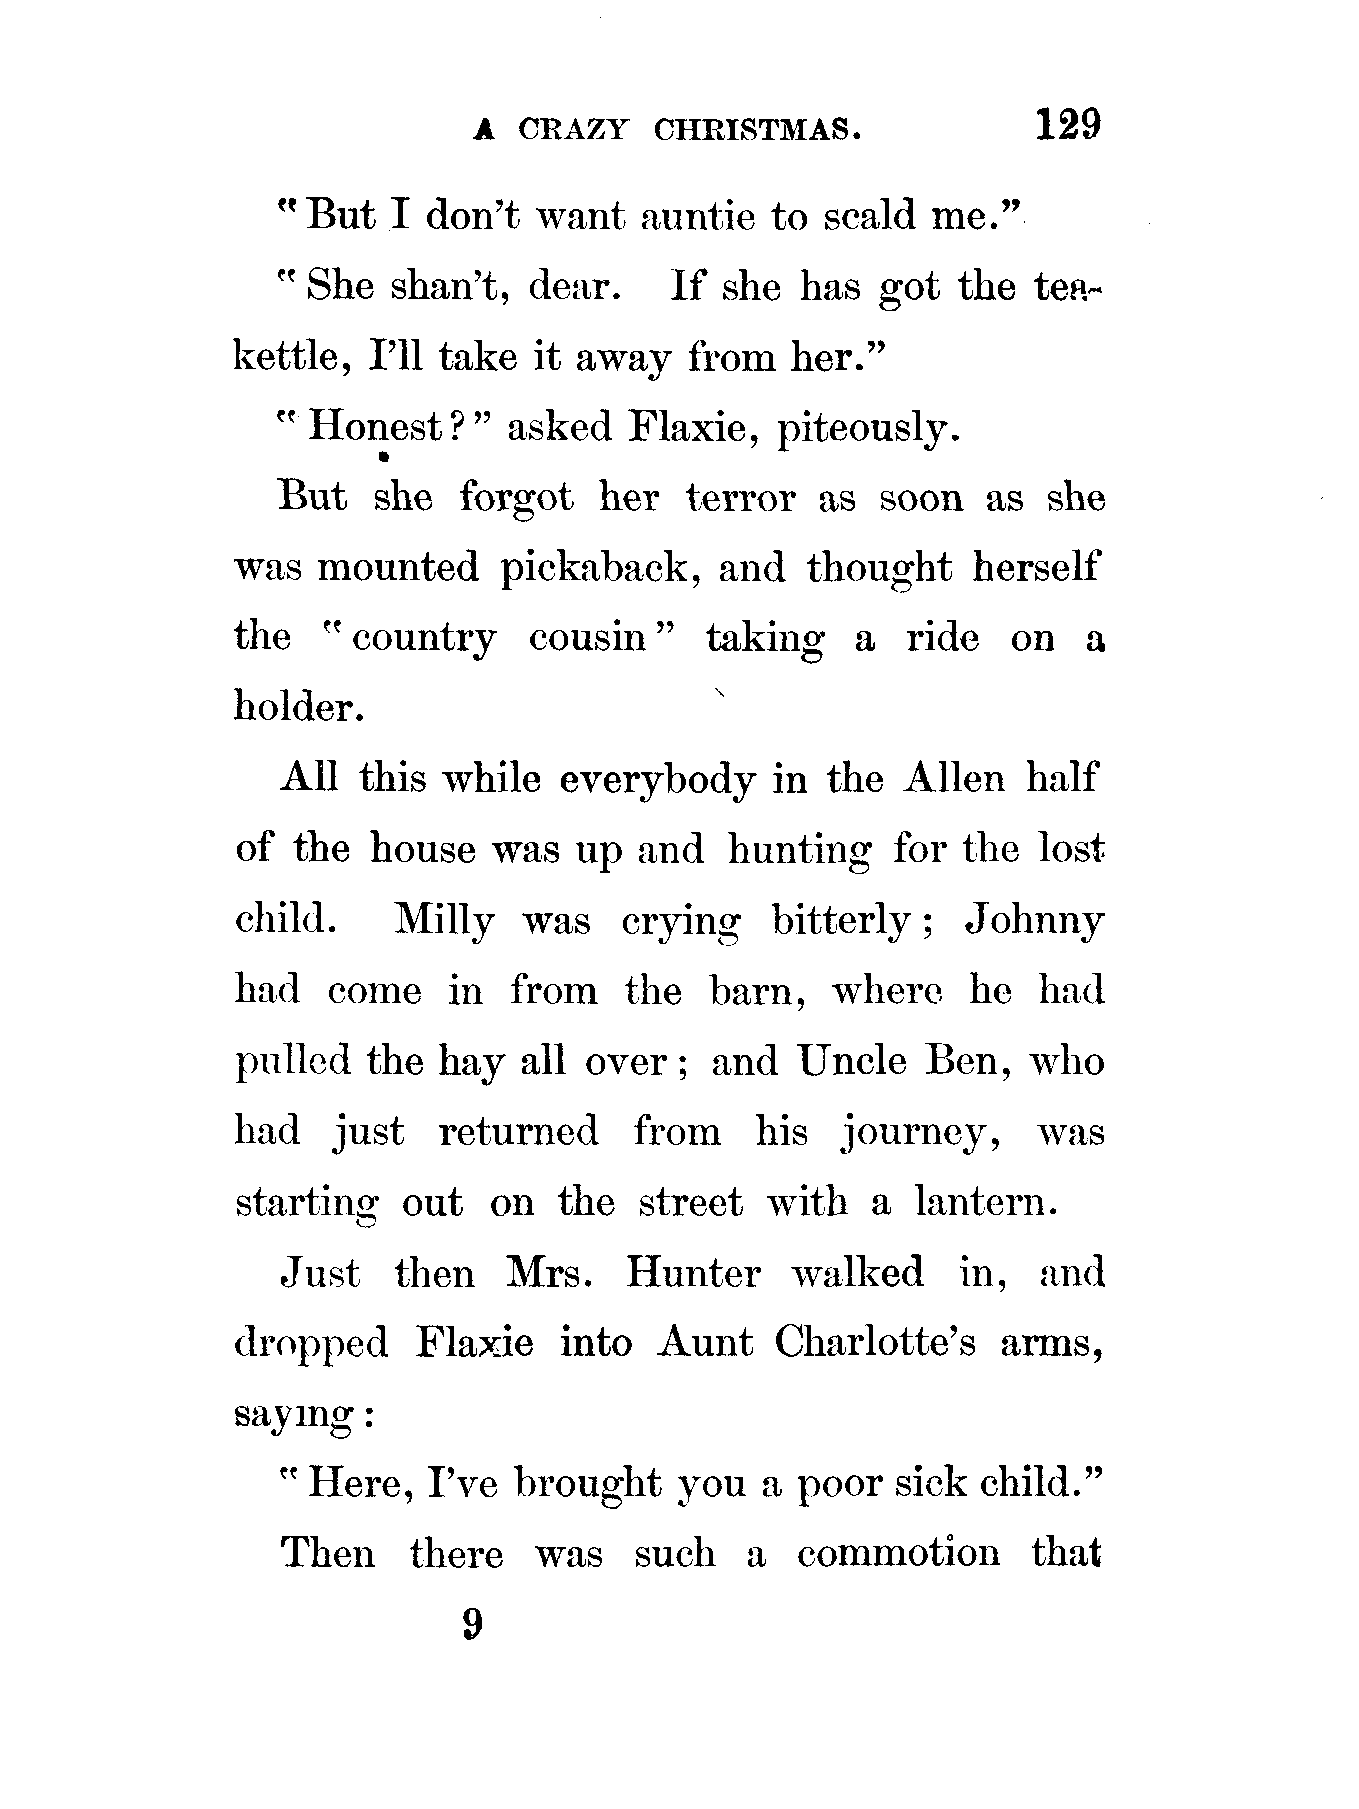 A CRAZY CHRISTMAS. 129
"But I don't want auntie to scald me."
"She shan't, dear. If she has got the tea-
kettle, I'll take it away from her."
"Honest?" asked Flaxie, piteously.
But she forgot her terror as soon as she
was mounted pickaback, and thought herself
the "country cousin" taking a ride on a
holder.
All this while everybody in the Allen half
of the house was up and hunting for the lost
child. Milly was crying bitterly; Johnny
had come in from the barn, where he had
pulled the hay all over; and Uncle Ben, who
had just returned from his journey, was
starting out on the street with a lantern.
Just then Mrs. Hunter walked in, and
dropped Flaxie into Aunt Charlotte's arms,
saying:
"Here, I've brought you a poor sick child."
Then there was such a commotion that
9